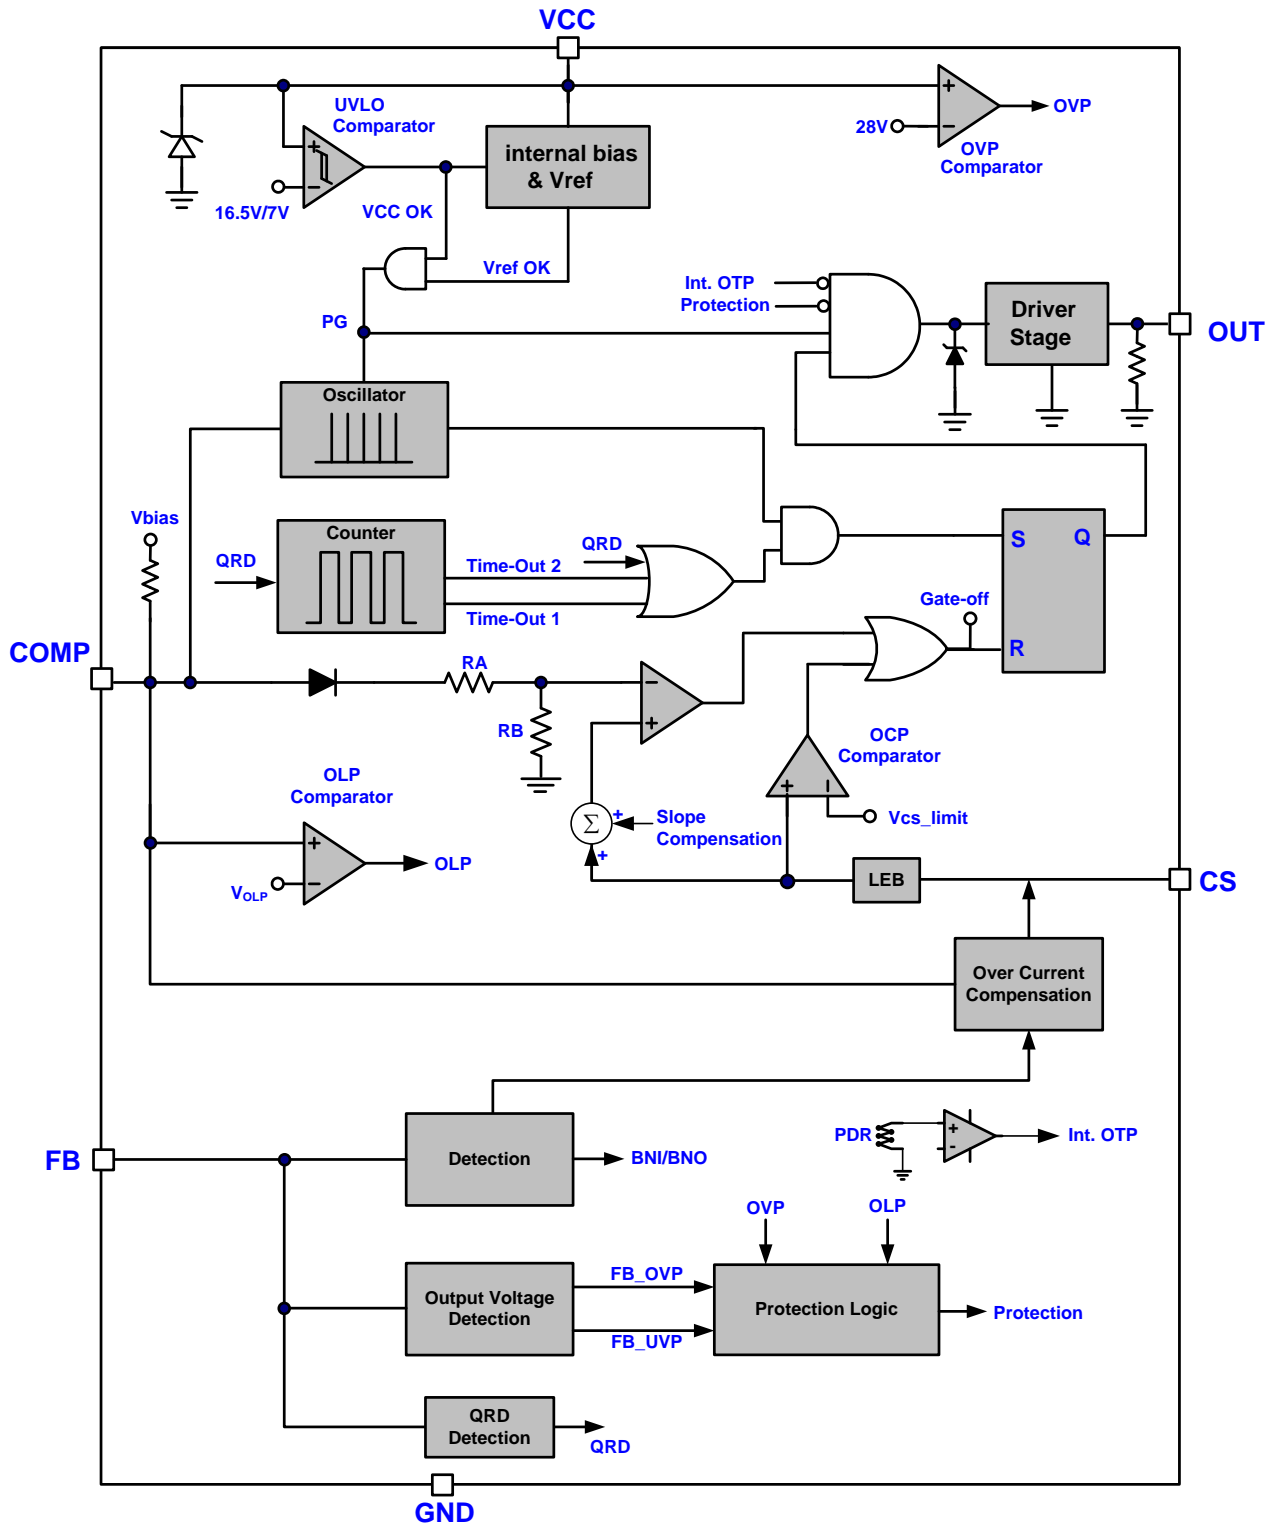 VCC
UVLO
Comparator
+
−
16.5V/7V
VCC OK
internal bias
& Vref
Vref OK
28V
+
−
OVP
OVP
Comparator
PG
Int. OTP
Protection
Driver
Stage
OUT
Oscillator
Vbias
QRD
Counter
Time-Out 2
Time-Out 1
QRD
S
Q
R
Gate-off
COMP
RA
RB
−
+
OCP
Comparator
+
−
Vcs_limit
Σ
+
+
Slope
Compensation
OLP
Comparator
+
−
VOLP
OLP
LEB
CS
Over Current
Compensation
FB
Detection
BNI/BNO
PDR
+
-
Int. OTP
OVP
OLP
Output Voltage
Detection
FB_OVP
FB_UVP
Protection Logic
Protection
QRD
Detection
QRD
GND